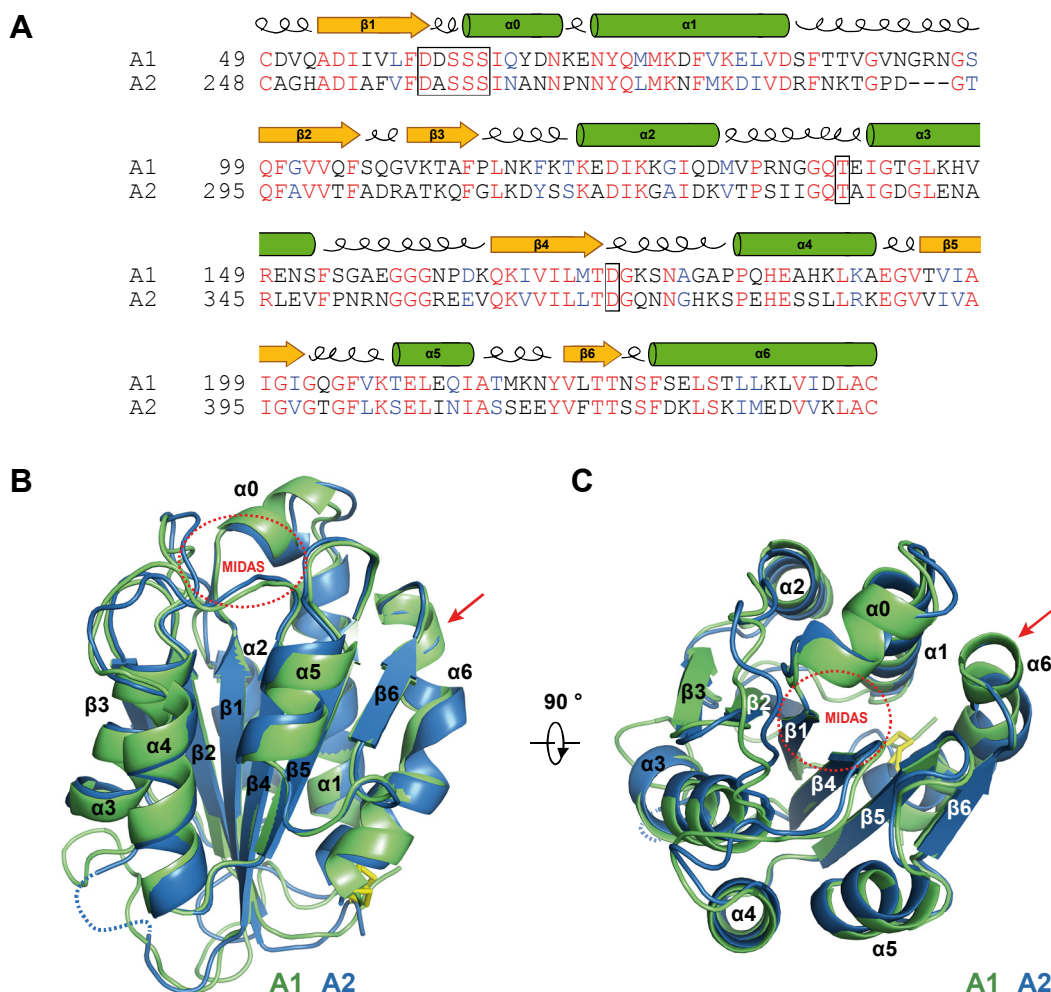 A
β1 α0 α1
A1 49 CDVQADIIVLFDDSSSIQYDNKENYQMMKDFVKELVDSFTTVGVNGRNGS
A2 248 CAGHADIAFVFDASSSINANNPNNYQLMKNFMKDIVDRFNKTGPD---GT
β2 β3 α2 α3
A1 99 QFGVVQFSQGVKTAFPLNKFKTKEDIKKGIQDMVPRNGGQTEIGTGLKHV
A2 295 QFAVVTFADRATKQFGLKDYSSKADIKGAIDKVTPSIIGQTAIGDGLENA
β4 α4 β5
A1 149 RENSFSGAEGGGNPDKQKIVILMTDGKSNAGAPPQHEAHKLKAEGVTVIA
A2 345 RLEVFPNRNGGGREEVQKVVILLTDGQNNGHKSPEHESSLLRKEGVVIVA
α5 β6 α6
A1 199 IGIGQGFVKTELEQIATMKNYVLTTNSFSELSTLLKLVIDLAC
A2 395 IGVGTGFLKSELINIASSEEYVFTTSSFDKLSKIMEDVVKLAC
B
α0
MIDAS
α2
α5
α6
β3
β1
β6
α4
β2
β5
β4
α1
α3
A1 A2
90 °
C
α2
α0
α1
α6
β3
β2
β1
MIDAS
α3
β4
β5
β6
α4
α5
A1 A2